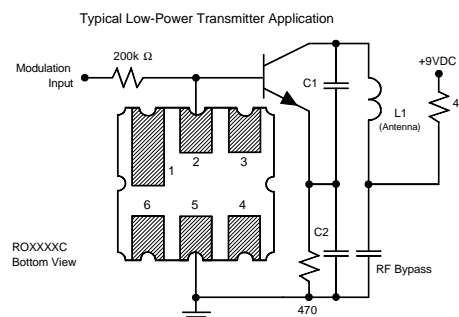 Typical Low-Power Transmitter Application
200k Ω
Modulation
Input
C1
+9VDC
L1
(Antenna)
4
1
2
3
6
5
4
ROXXXXC
Bottom View
C2
RF Bypass
470